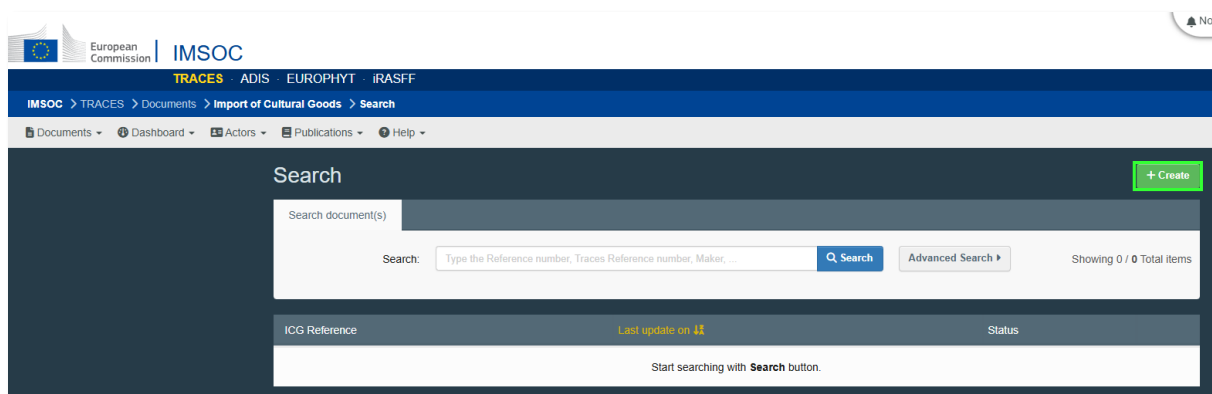 No
European
Commission
IMSOC
TRACES · ADIS · EUROPHYT · iRASFF
IMSOC > TRACES > Documents > Import of Cultural Goods > Search
Documents Dashboard Actors Publications Help
Search
+ Create
Search document(s)
Search: Type the Reference number, Traces Reference number, Maker, ... Search Advanced Search Showing 0 / 0 Total items
ICG Reference Last update on Status
Start searching with Search button.